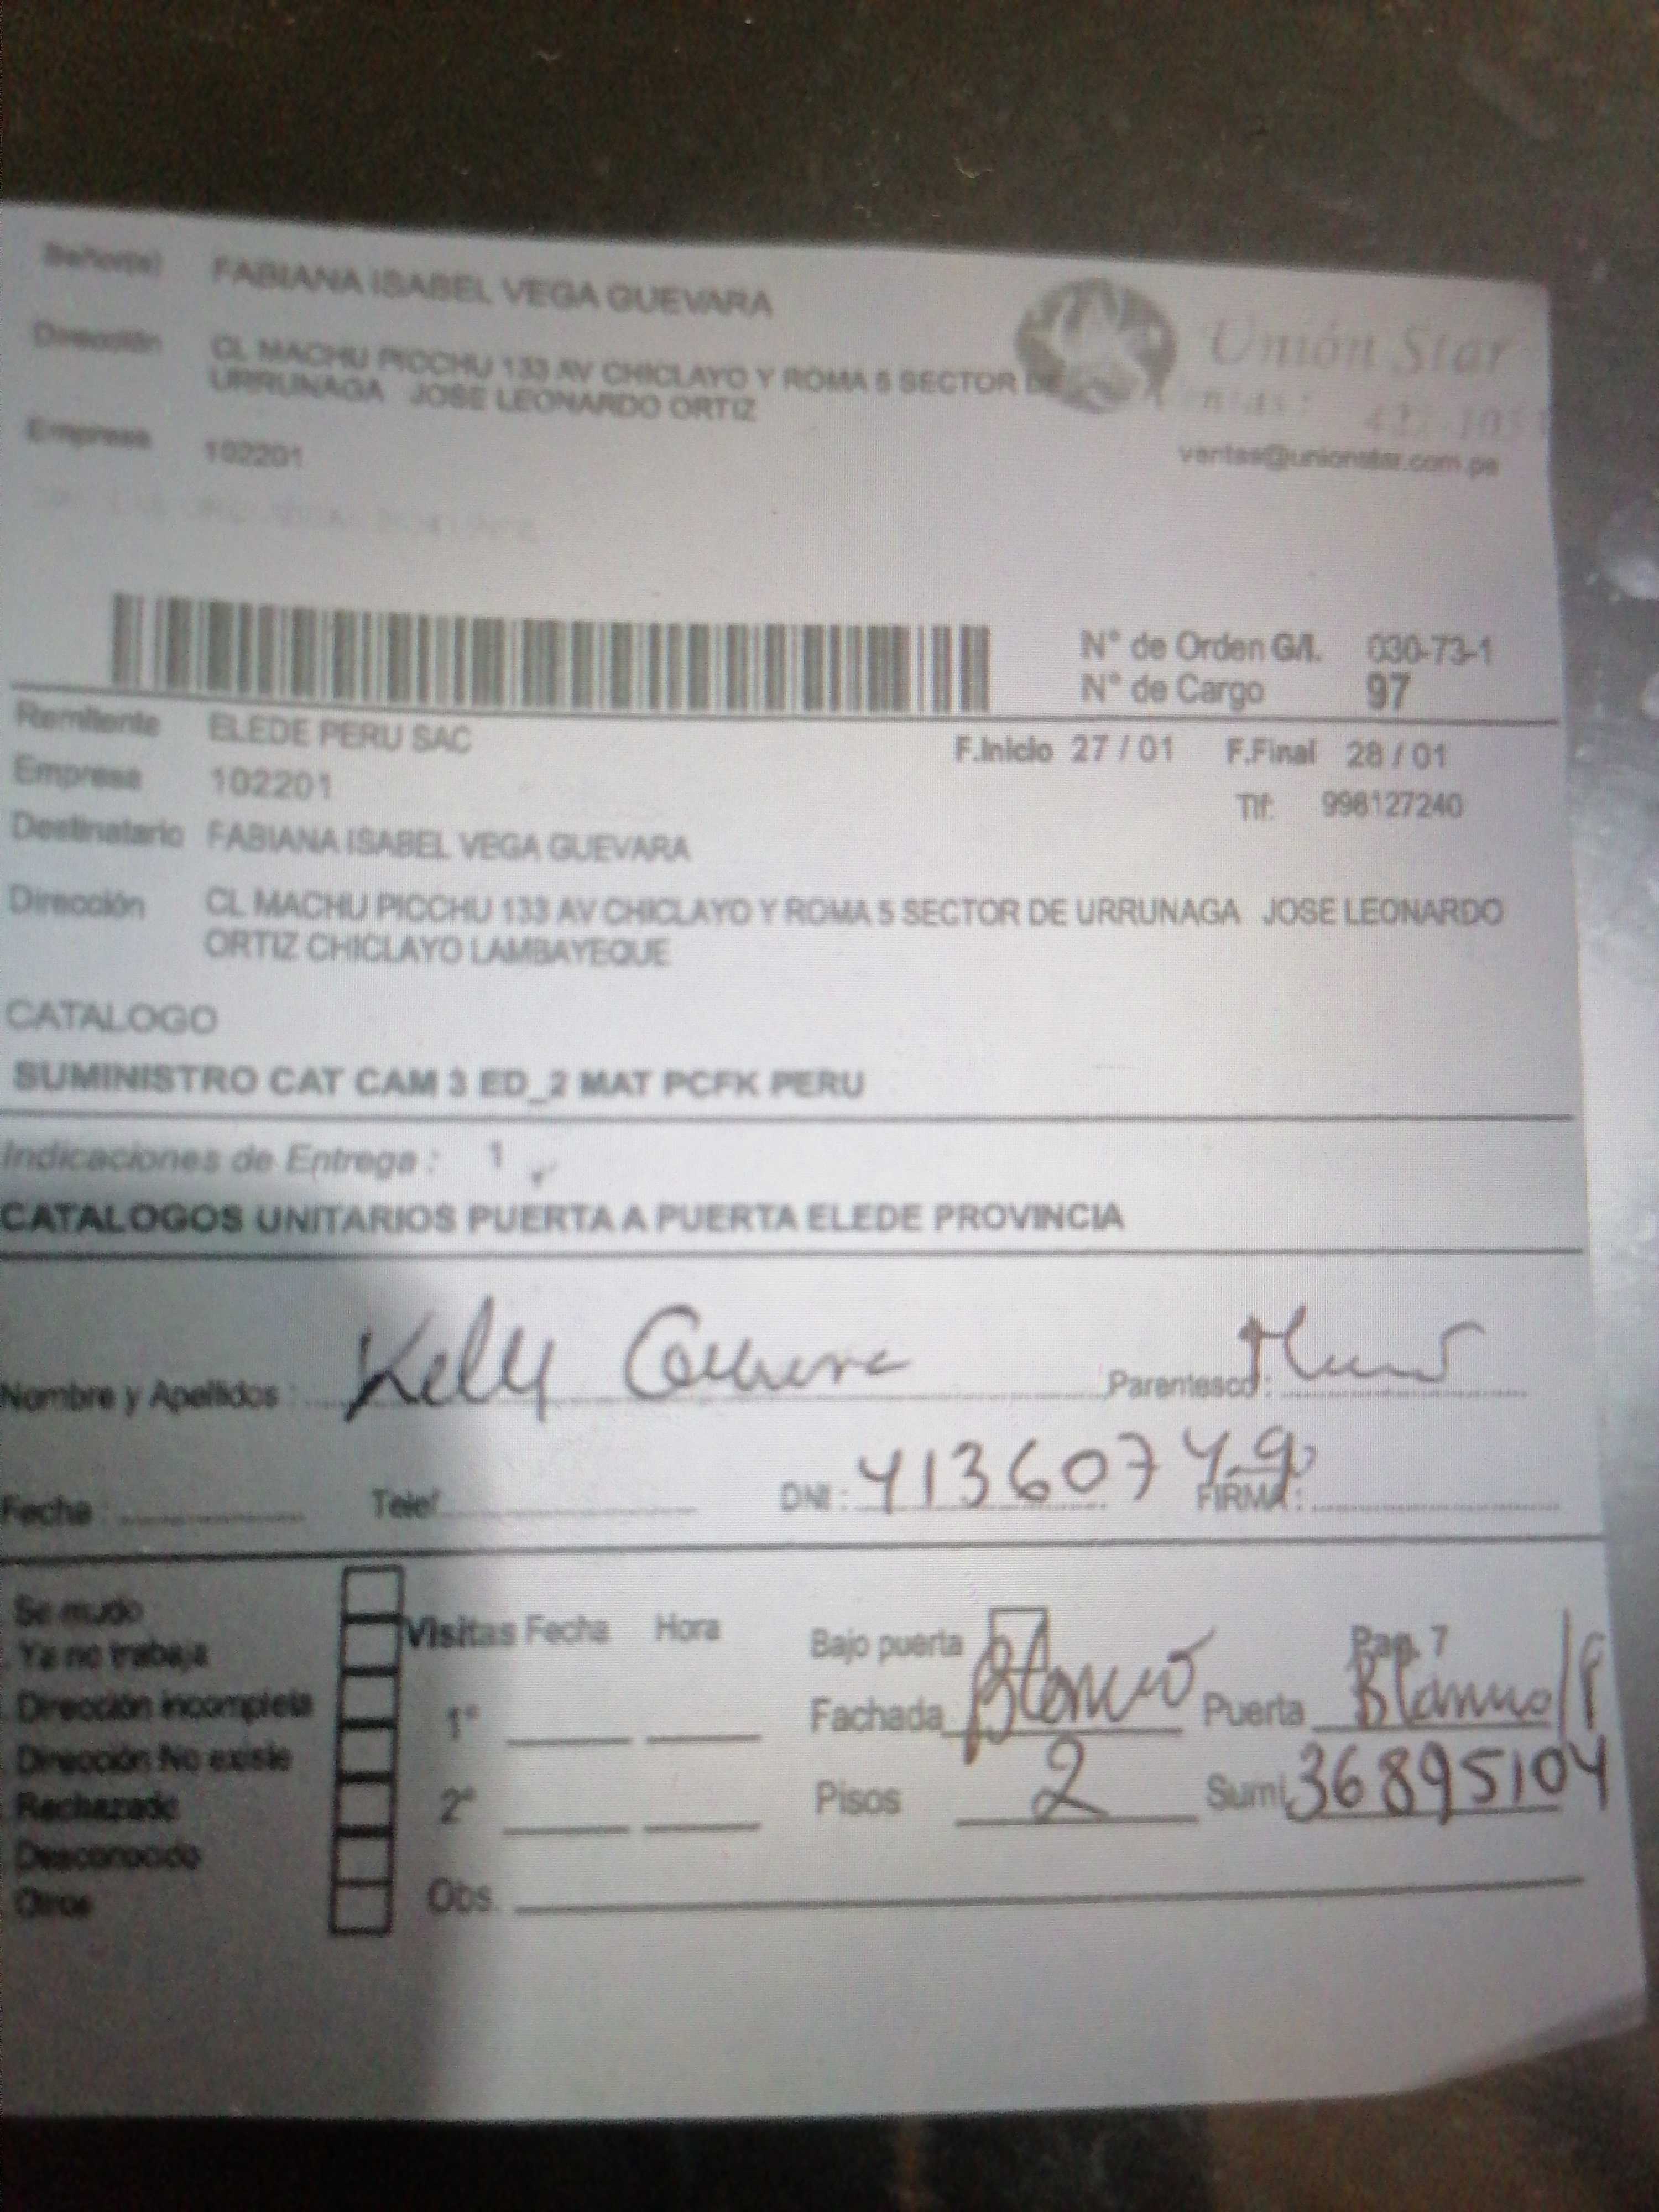 Señor(es) FABIANA ISABEL VEGA GUEVARA
Dirección CL MACHU PICCHU 133 AV CHICLAYO Y ROMA 5 SECTOR DE
URRUNAGA JOSE LEONARDO ORTIZ
Empresa 102201
Unión Star
ventas@unionstar.com.pe
N° de Orden G/I. 030-73-1
N° de Cargo 97
Remitente ELEDE PERU SAC
F.Inicio 27 / 01 F.Final 28 / 01
Empresa 102201
Tlf: 998127240
Destinatario FABIANA ISABEL VEGA GUEVARA
Dirección CL MACHU PICCHU 133 AV CHICLAYO Y ROMA 5 SECTOR DE URRUNAGA JOSE LEONARDO
ORTIZ CHICLAYO LAMBAYEQUE
CATALOGO
SUMINISTRO CAT CAM 3 ED_2 MAT PCFK PERU
Indicaciones de Entrega : 1
CATALOGOS UNITARIOS PUERTA A PUERTA ELEDE PROVINCIA
Nombre y Apellidos : Kelly Parentesco :
Fecha : Telef. DNI : 41360749 FIRMA :
Se mudo
Ya no trabaja
Dirección incompleta
Dirección No existe
Rechazado
Desconocido
Otros
Visitas Fecha Hora
1°
2°
Obs.
Bajo puerta Pag. 7
Fachada Blanco Puerta
Pisos 2 Sumi 36895104